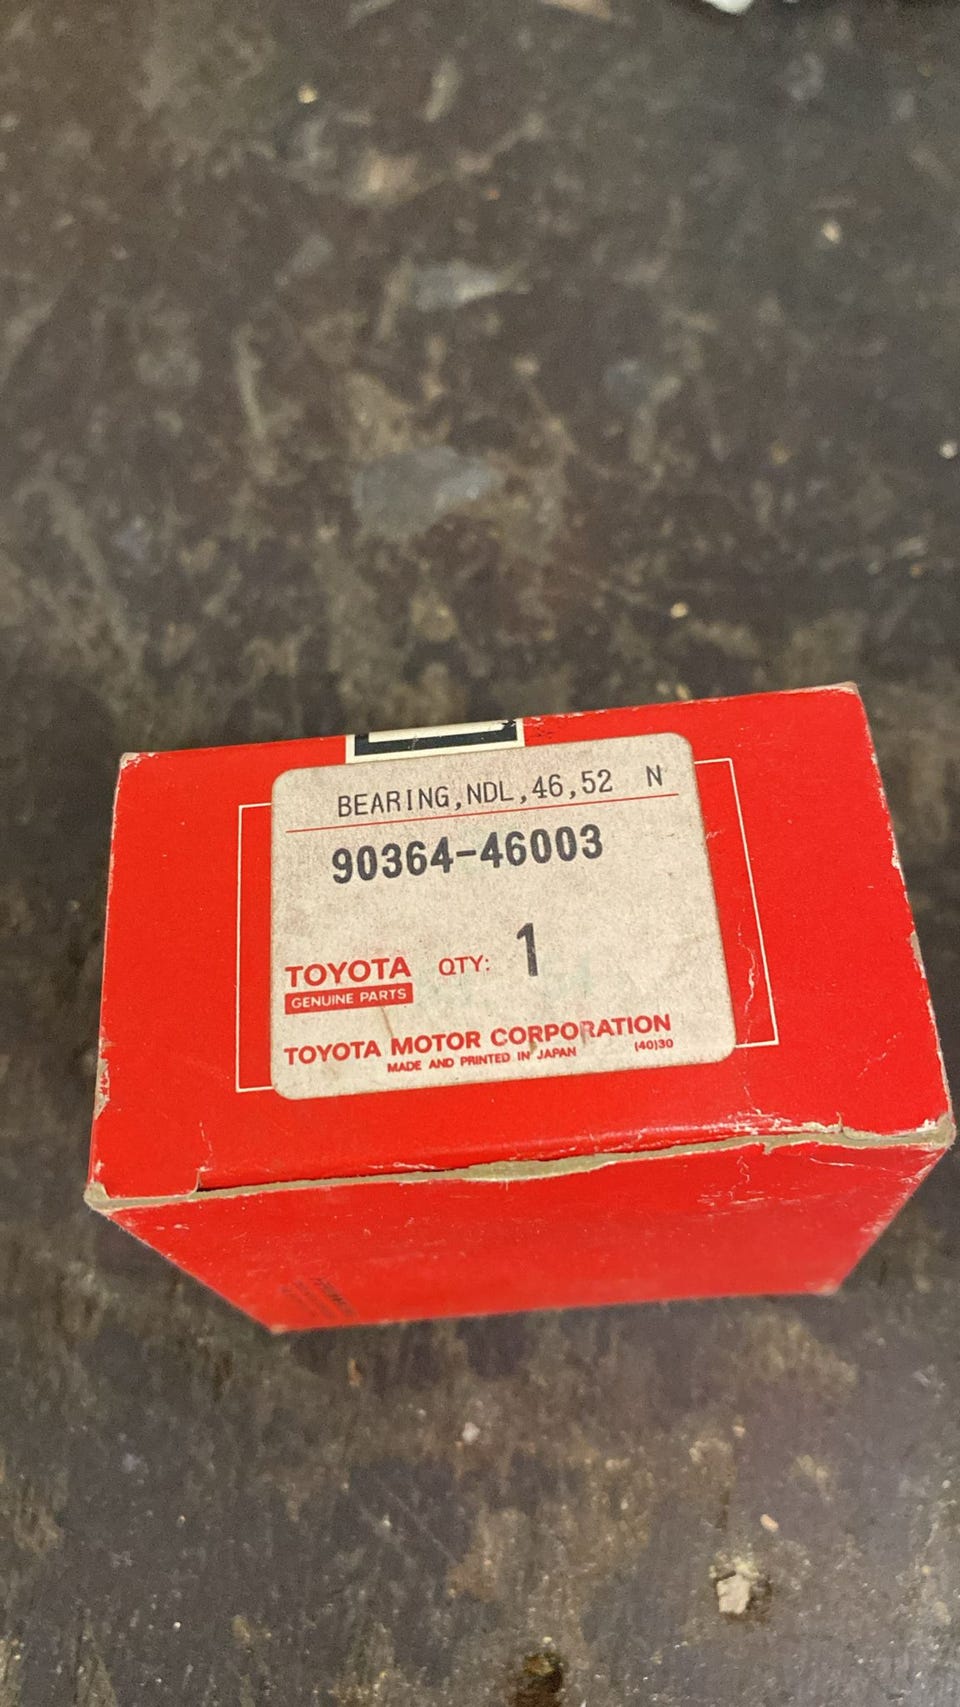 BEARING,NDL,46,52 N
90364-46003
TOYOTA QTY: 1
GENUINE PARTS
TOYOTA MOTOR CORPORATION
MADE AND PRINTED IN JAPAN (40)30